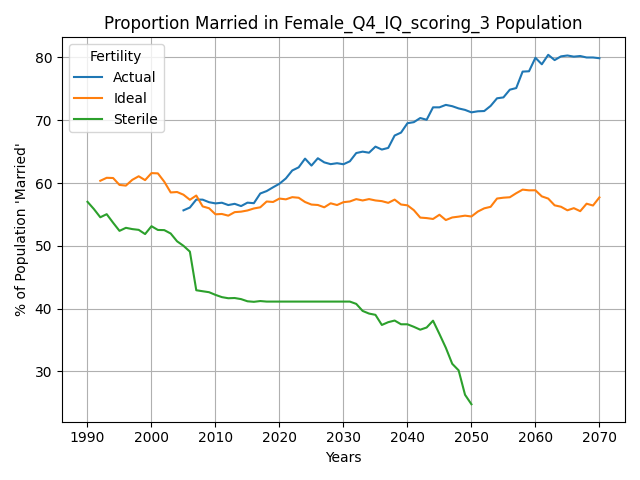 Proportion Married in Female_Q4_IQ_scoring_3 Population
Fertility
Actual
Ideal
Sterile
% of Population 'Married'
80
70
60
50
40
30
1990 2000 2010 2020 2030 2040 2050 2060 2070
Years